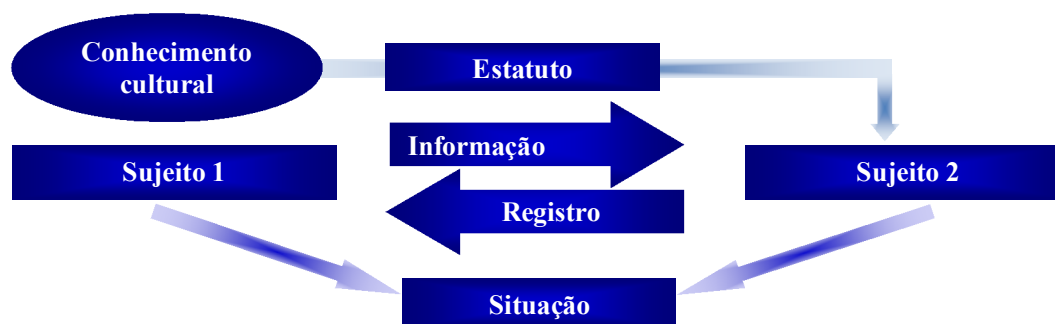 Conhecimento
cultural
Estatuto
Informação
Sujeito 1
Sujeito 2
Registro
Situação